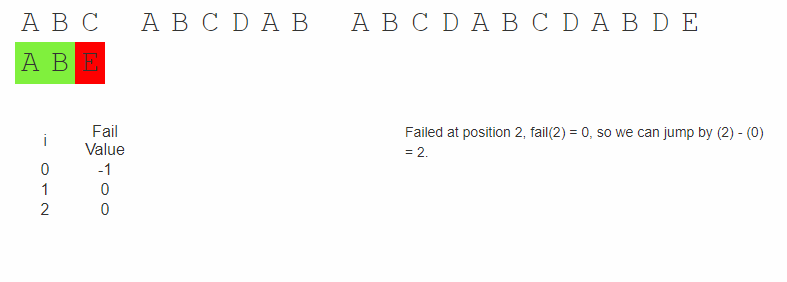 A B C   A B C D A B   A B C D A B C D A B D E
A B E
i Fail Value
0 -1
1 0
2 0
Failed at position 2, fail(2) = 0, so we can jump by (2) - (0)
= 2.